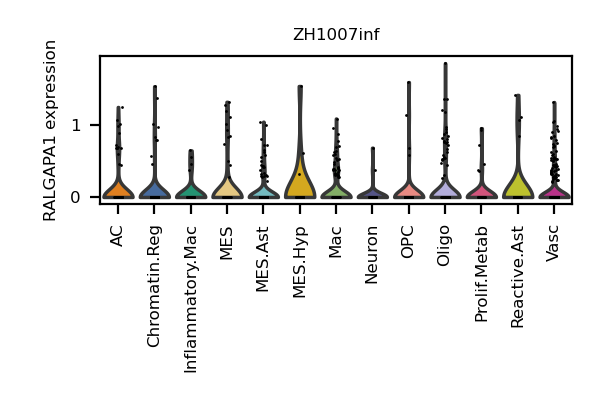 ZH1007inf
RALGAPA1 expression
1
0
AC
Chromatin.Reg
Inflammatory.Mac
MES
MES.Ast
MES.Hyp
Mac
Neuron
OPC
Oligo
Prolif.Metab
Reactive.Ast
Vasc